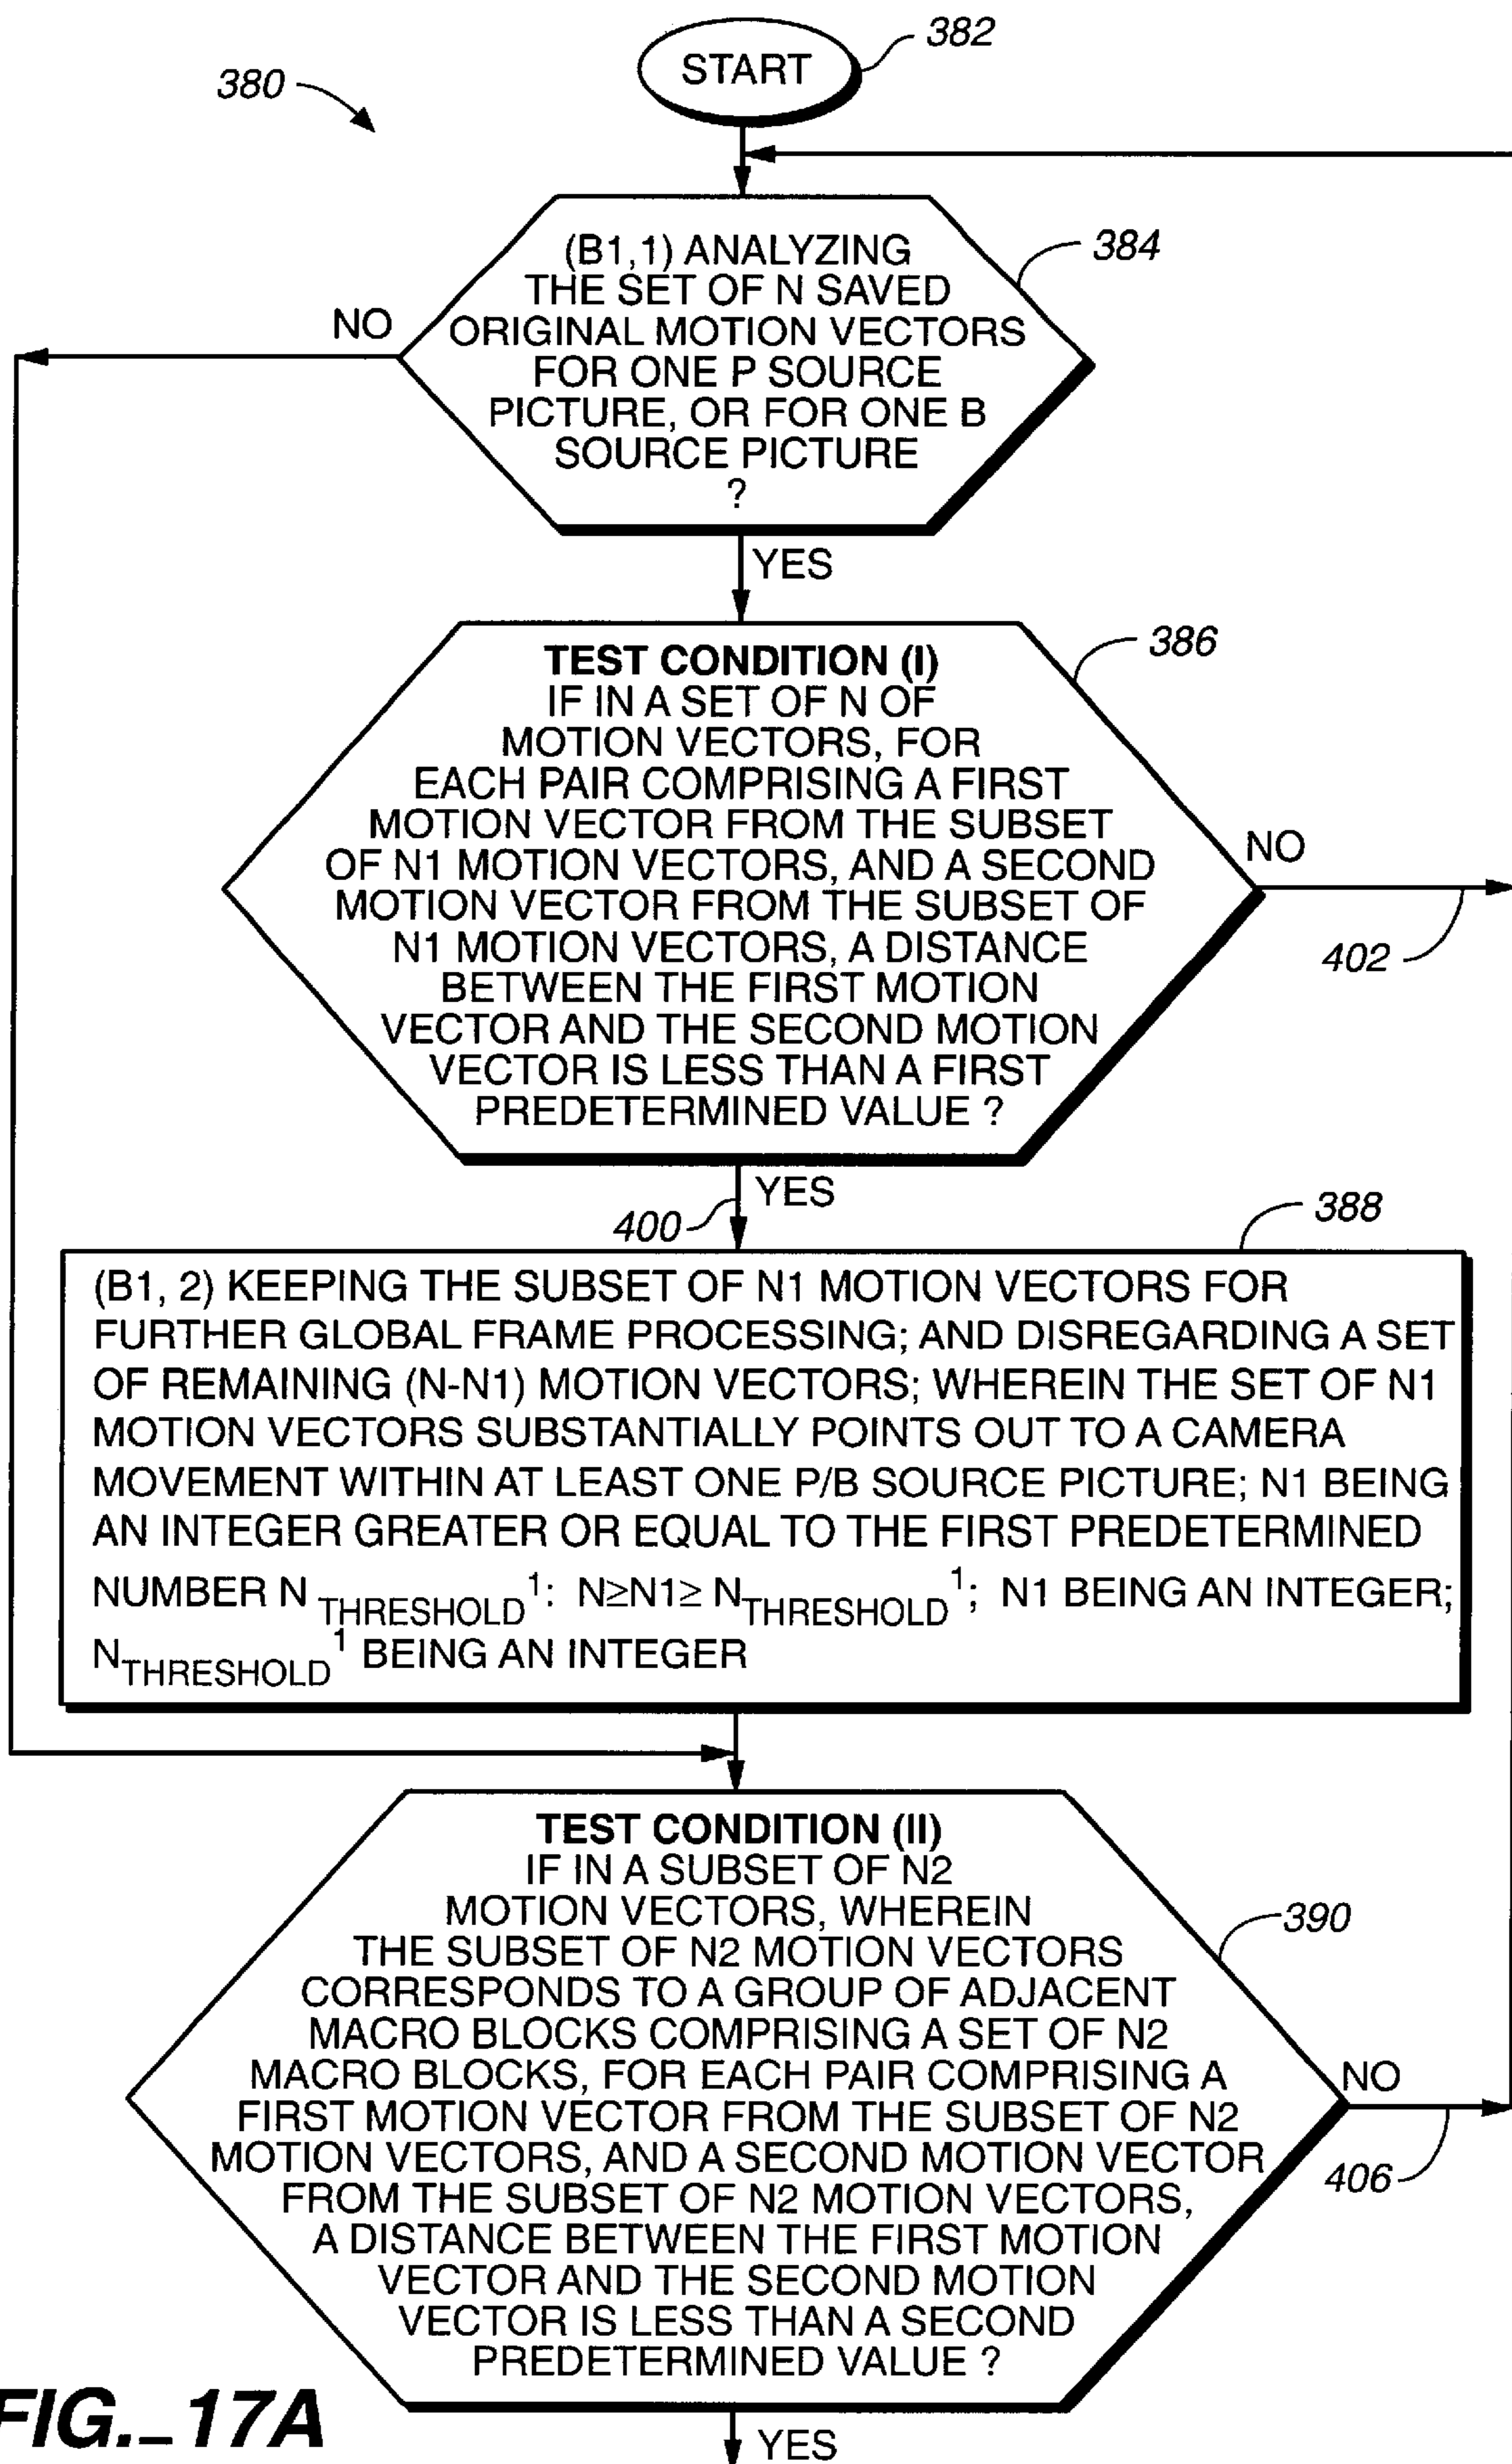 START
382
380
(B1,1) ANALYZING
THE SET OF N SAVED
ORIGINAL MOTION VECTORS
FOR ONE P SOURCE
PICTURE, OR FOR ONE B
SOURCE PICTURE
?
384
NO
YES
TEST CONDITION (I)
IF IN A SET OF N OF
MOTION VECTORS, FOR
EACH PAIR COMPRISING A FIRST
MOTION VECTOR FROM THE SUBSET
OF N1 MOTION VECTORS, AND A SECOND
MOTION VECTOR FROM THE SUBSET OF
N1 MOTION VECTORS, A DISTANCE
BETWEEN THE FIRST MOTION
VECTOR AND THE SECOND MOTION
VECTOR IS LESS THAN A FIRST
PREDETERMINED VALUE ?
386
NO
402
YES
400
388
(B1, 2) KEEPING THE SUBSET OF N1 MOTION VECTORS FOR
FURTHER GLOBAL FRAME PROCESSING; AND DISREGARDING A SET
OF REMAINING (N-N1) MOTION VECTORS; WHEREIN THE SET OF N1
MOTION VECTORS SUBSTANTIALLY POINTS OUT TO A CAMERA
MOVEMENT WITHIN AT LEAST ONE P/B SOURCE PICTURE; N1 BEING
AN INTEGER GREATER OR EQUAL TO THE FIRST PREDETERMINED
NUMBER N THRESHOLD 1: N≥N1≥ N THRESHOLD 1; N1 BEING AN INTEGER;
N THRESHOLD 1 BEING AN INTEGER
TEST CONDITION (II)
IF IN A SUBSET OF N2
MOTION VECTORS, WHEREIN
THE SUBSET OF N2 MOTION VECTORS
CORRESPONDS TO A GROUP OF ADJACENT
MACRO BLOCKS COMPRISING A SET OF N2
MACRO BLOCKS, FOR EACH PAIR COMPRISING A
FIRST MOTION VECTOR FROM THE SUBSET OF N2
MOTION VECTORS, AND A SECOND MOTION VECTOR
FROM THE SUBSET OF N2 MOTION VECTORS,
A DISTANCE BETWEEN THE FIRST MOTION
VECTOR AND THE SECOND MOTION
VECTOR IS LESS THAN A SECOND
PREDETERMINED VALUE ?
390
NO
406
YES
FIG._17A